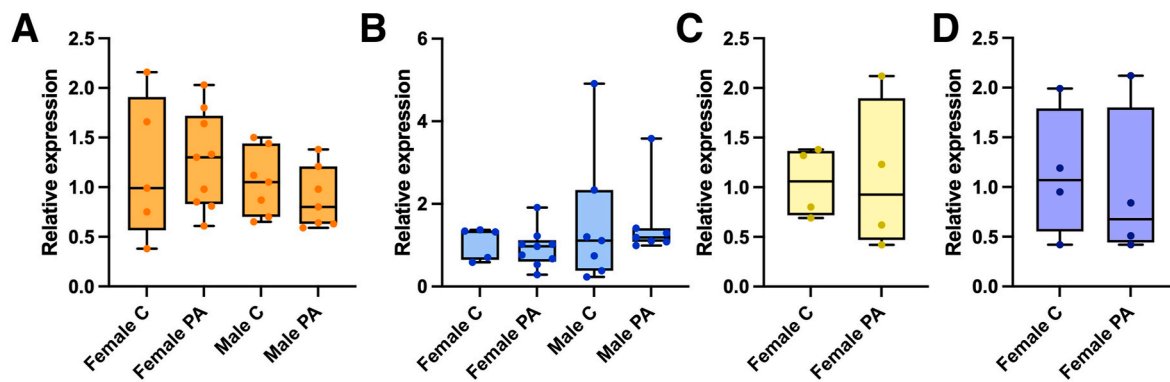 A
Relative expression
2.5
2.0
1.5
1.0
0.5
0.0
Female C
Female PA
Male C
Male PA
B
Relative expression
6
4
2
0
Female C
Female PA
Male C
Male PA
C
Relative expression
2.5
2.0
1.5
1.0
0.5
0.0
Female C
Female PA
D
Relative expression
2.5
2.0
1.5
1.0
0.5
0.0
Female C
Female PA